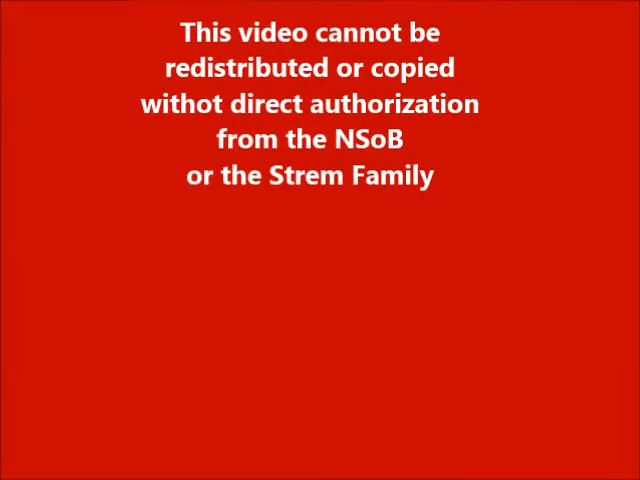 This video cannot be
redistributed or copied
withot direct authorization
from the NSoB
or the Strem Family